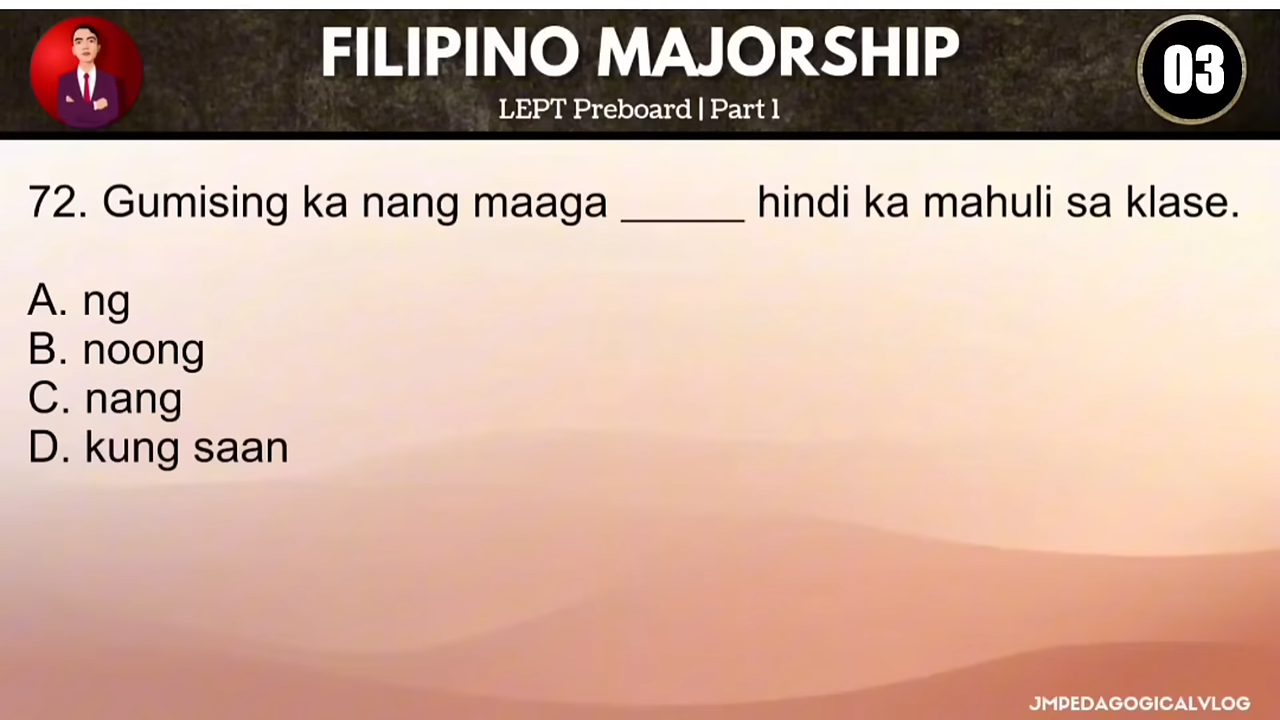 FILIPINO MAJORSHIP
LEPT Preboard | Part 1
03
72. Gumising ka nang maaga ______ hindi ka mahuli sa klase.
A. ng
B. noong
C. nang
D. kung saan
JMPEDAGOGICALVLOG